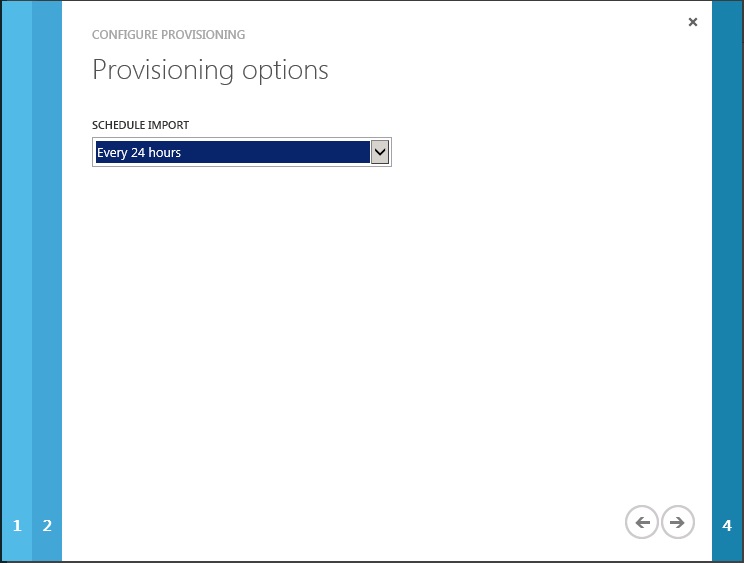 CONFIGURE PROVISIONING
Provisioning options
SCHEDULE IMPORT
Every 24 hours
1
2
4